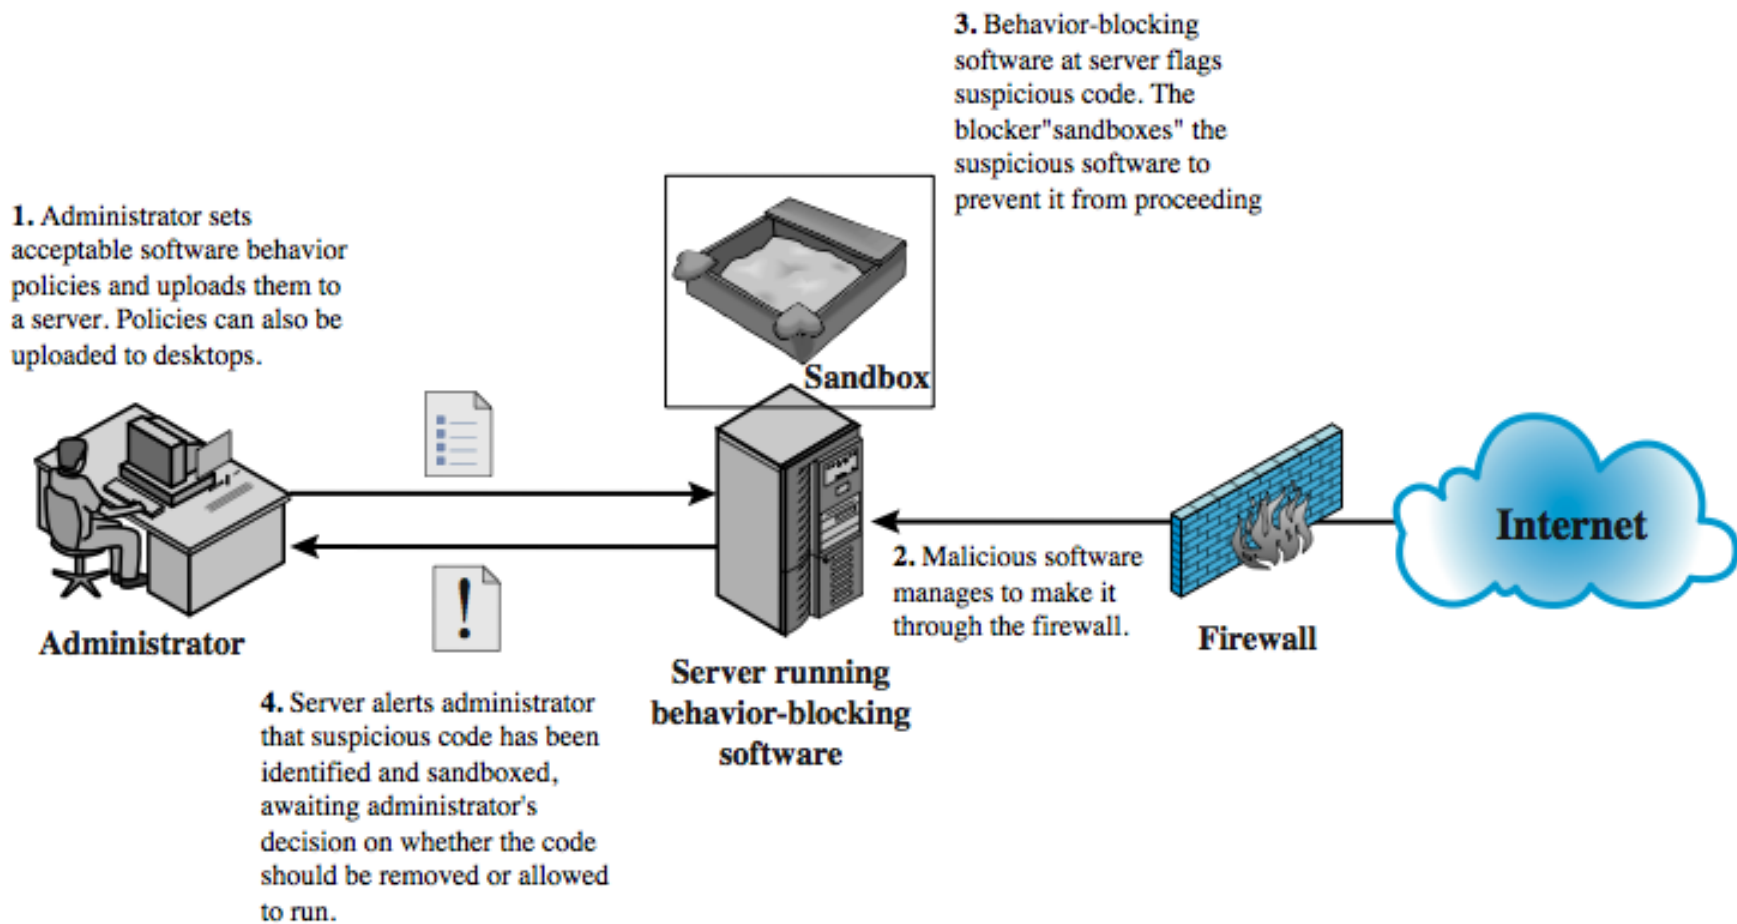 3. Behavior-blocking
software at server flags
suspicious code. The
blocker"sandboxes" the
suspicious software to
prevent it from proceeding
1. Administrator sets
acceptable software behavior
policies and uploads them to
a server. Policies can also be
uploaded to desktops.
Sandbox
Internet
2. Malicious software
manages to make it
through the firewall.
Firewall
Administrator
Server running
behavior-blocking
software
4. Server alerts administrator
that suspicious code has been
identified and sandboxed,
awaiting administrator's
decision on whether the code
should be removed or allowed
to run.